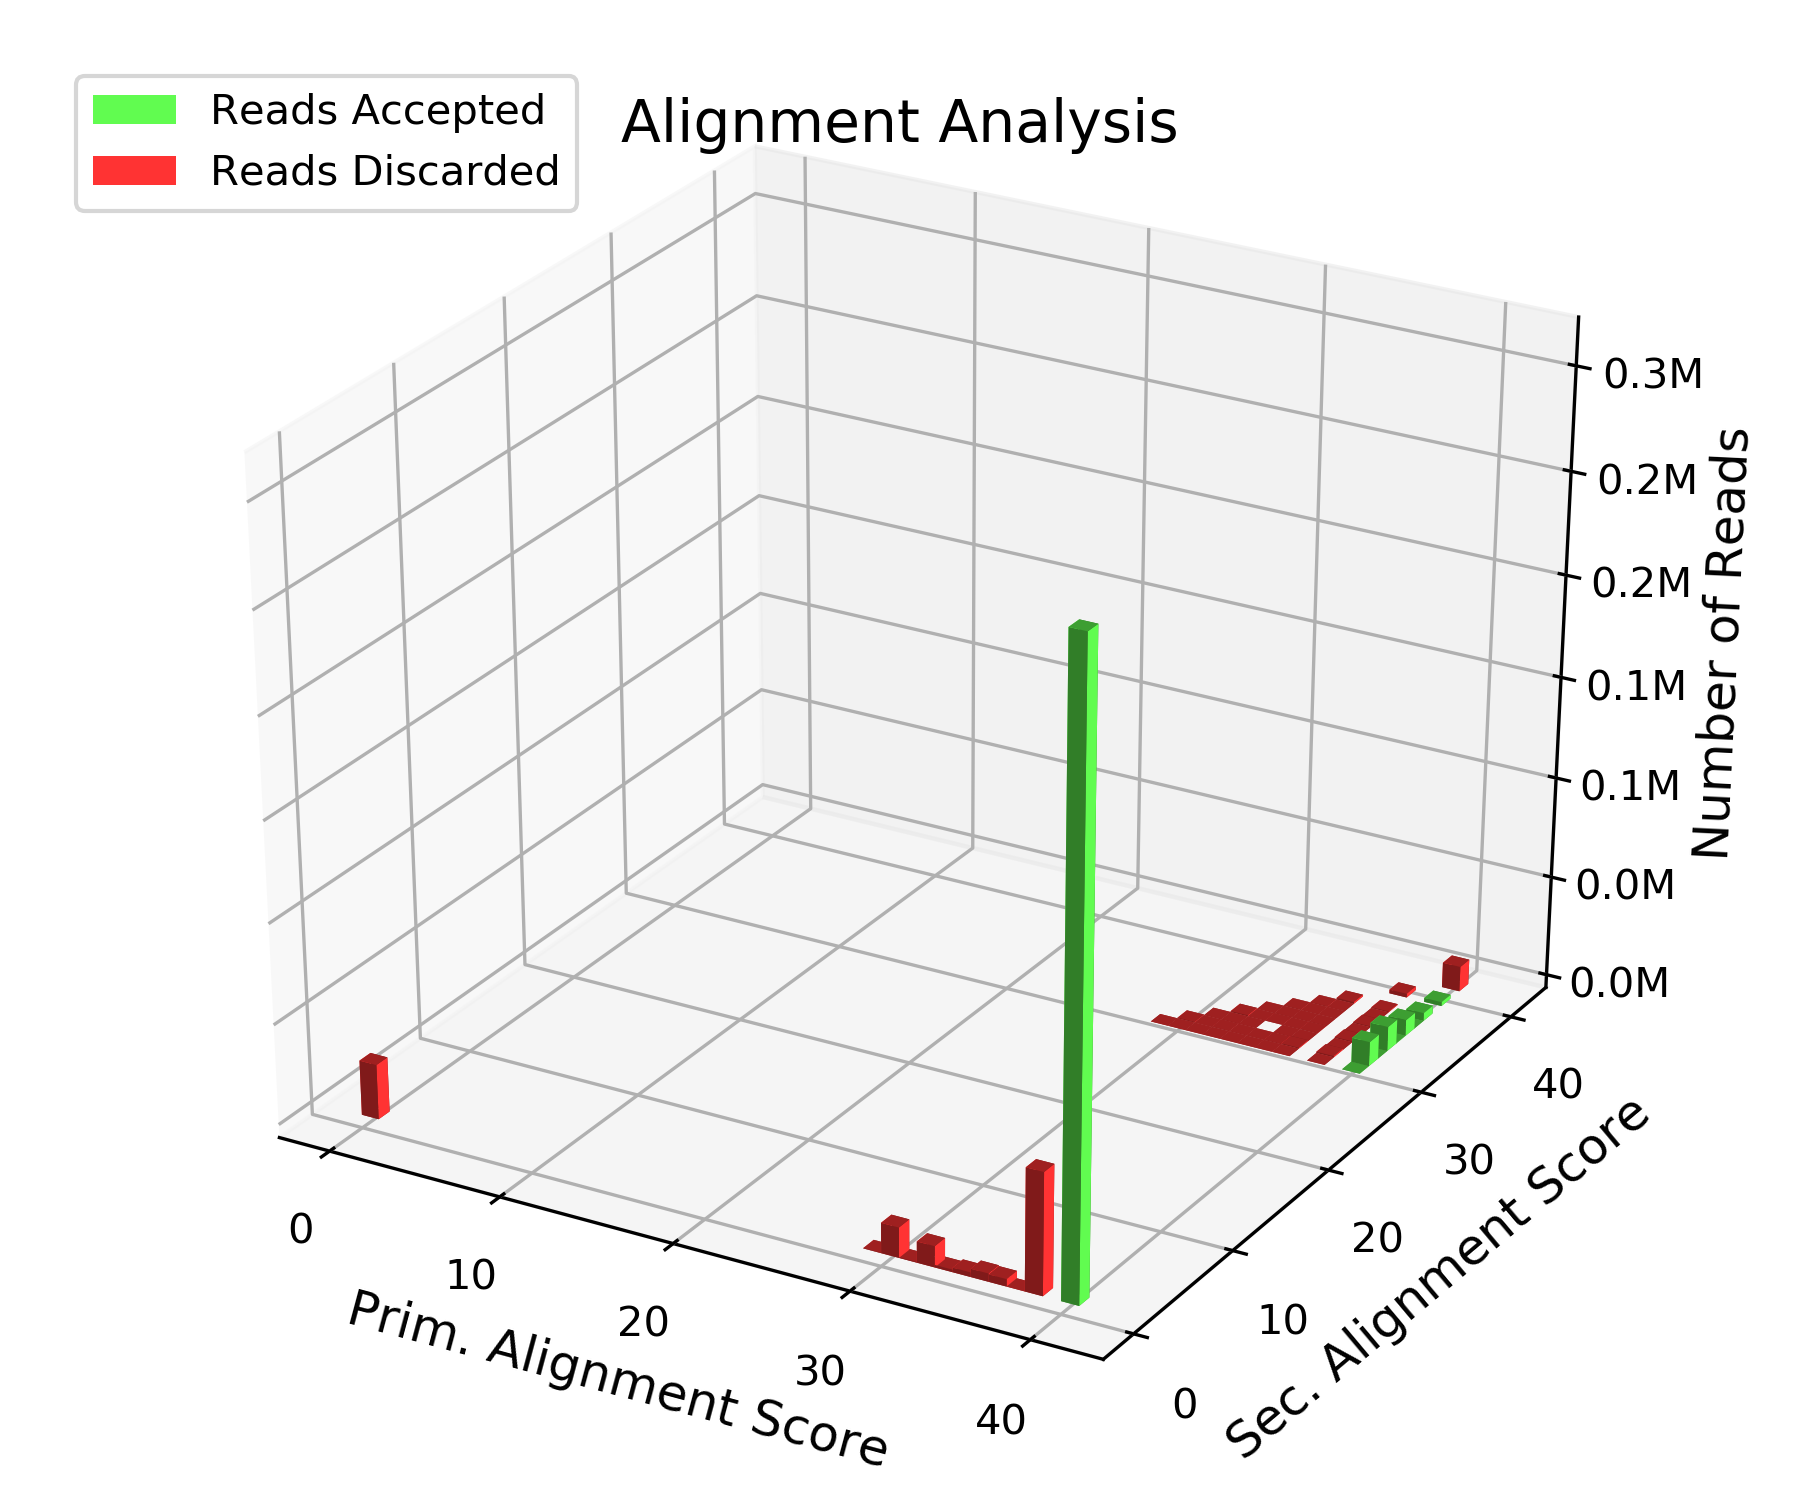 Reads Accepted
Reads Discarded
Alignment Analysis
0.3M
0.2M
0.2M
0.1M
0.1M
0.0M
0.0M
Number of Reads
0
10
20
30
40
Prim. Alignment Score
0
10
20
30
40
Sec. Alignment Score